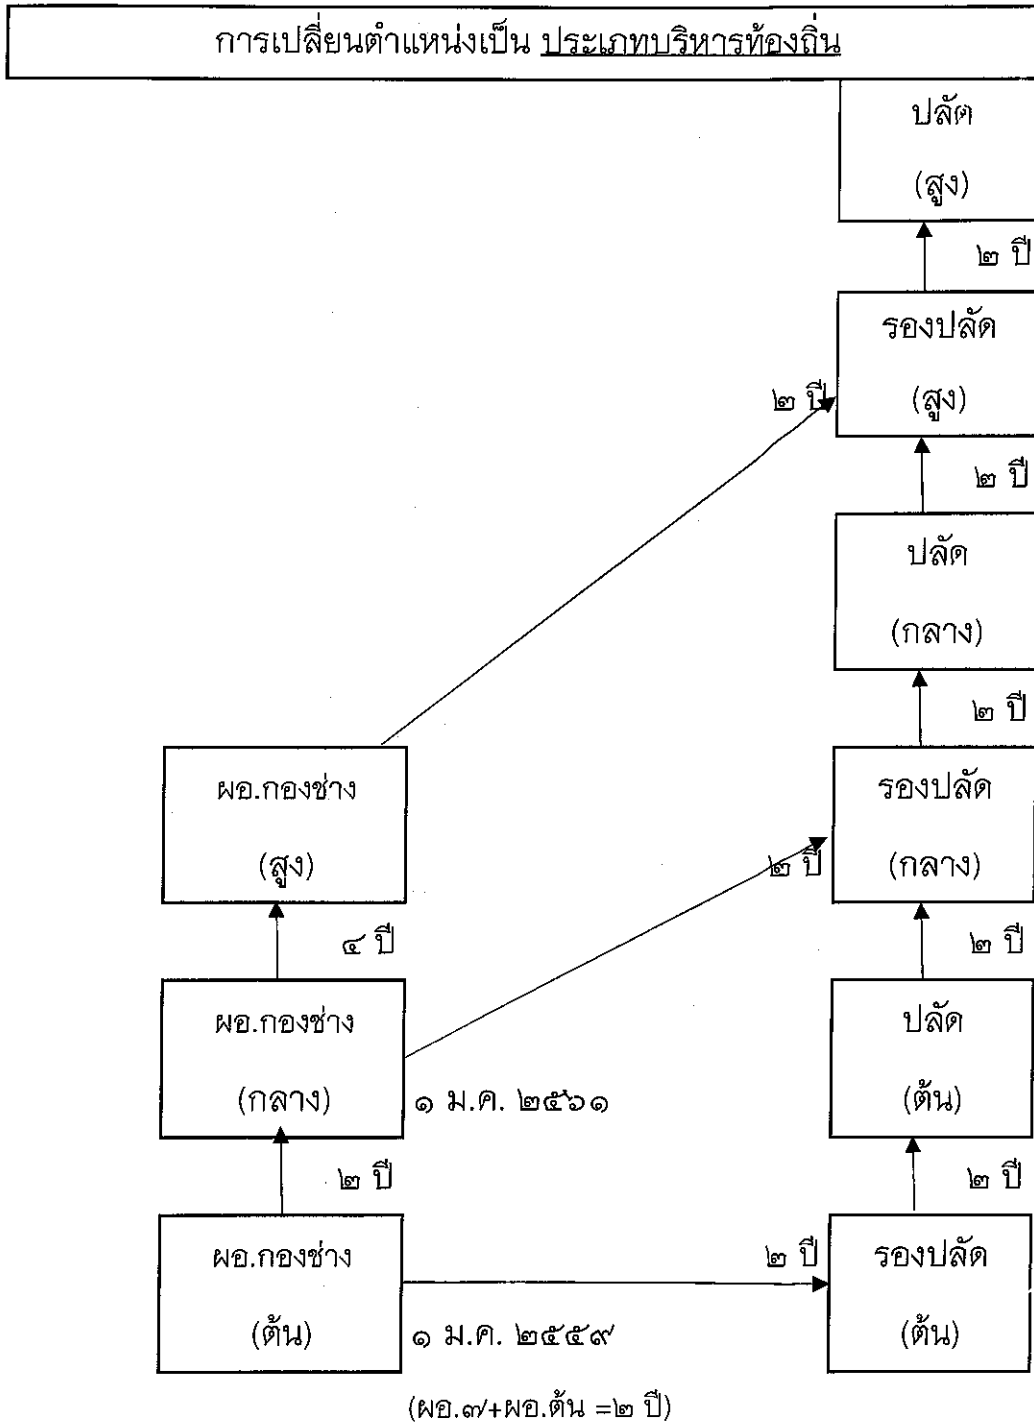 การเปลี่ยนตำแหน่งเป็น ประเภทบริหารท้องถิ่น
ปลัด
(สูง)
๒ ปี
รองปลัด
๒ ปี
(สูง)
๒ ปี
ปลัด
(กลาง)
๒ ปี
ผอ.กองช่าง
(สูง)
รองปลัด
๒ ปี
(กลาง)
๔ ปี
๒ ปี
ผอ.กองช่าง
(กลาง)
๑ ม.ค. ๒๕๖๑
ปลัด
(ต้น)
๒ ปี
๒ ปี
ผอ.กองช่าง
(ต้น)
๑ ม.ค. ๒๕๕๙
๒ ปี
รองปลัด
(ต้น)
(ผอ.๗+ผอ.ต้น =๒ ปี)